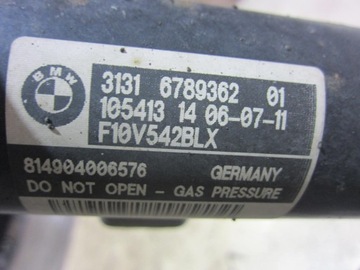 BMW
3131 6789362 01
105413 14 06-07-11
F10V542BLX
814904006576 GERMANY
DO NOT OPEN - GAS PRESSURE